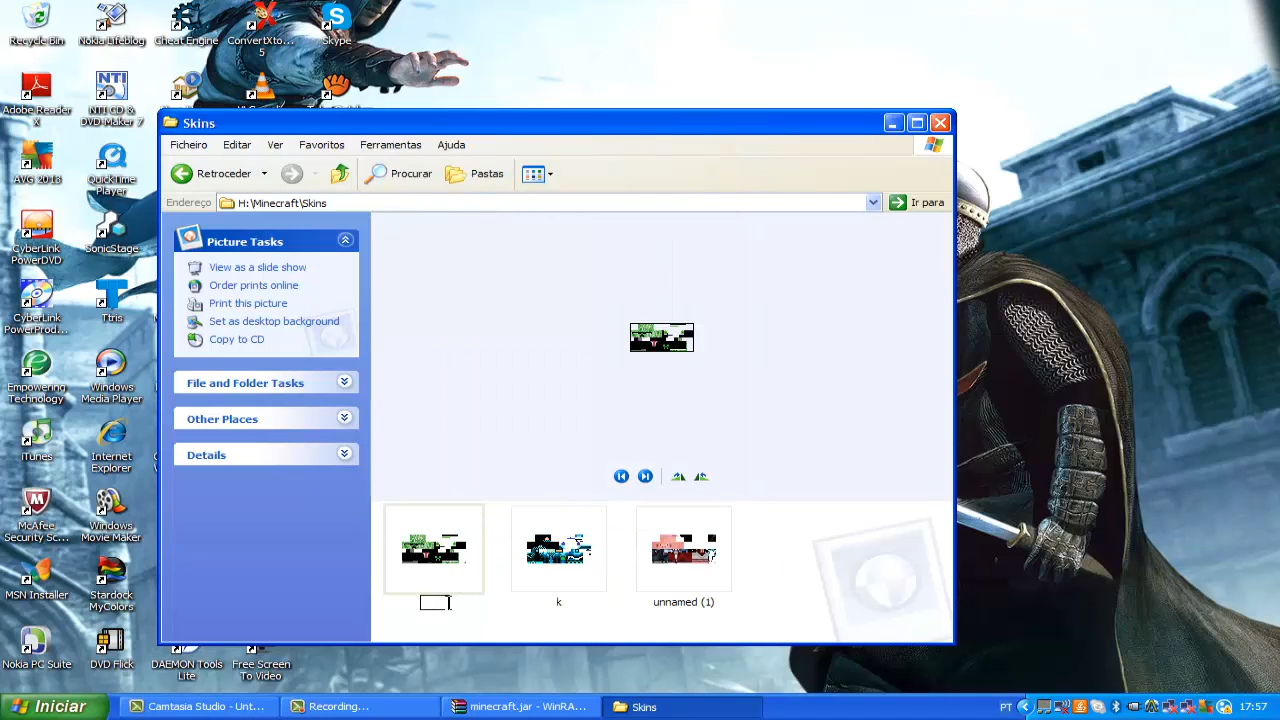 Recycle Bin
Nokia Lifeblog
Cheat Engine
ConvertXto...
5
Skype
Adobe Reader
X
NTI CD &
DVD-Maker 7
AVG 2013
QuickTime
Player
CyberLink
PowerDVD
SonicStage
CyberLink
PowerProd...
Ttris
Empowering
Technology
Windows
Media Player
iTunes
Internet
Explorer
McAfee
Security Sc...
Windows
Movie Maker
MSN Installer
Stardock
MyColors
Nokia PC Suite
DVD Flick
DAEMON Tools
Lite
Free Screen
To Video
Skins
Ficheiro
Editar
Ver
Favoritos
Ferramentas
Ajuda
Retroceder
Procurar
Pastas
Endereço
H:\Minecraft\Skins
Ir para
Picture Tasks
View as a slide show
Order prints online
Print this picture
Set as desktop background
Copy to CD
File and Folder Tasks
Other Places
Details
k
unnamed (1)
Iniciar
Camtasia Studio - Unt...
Recording...
minecraft.jar - WinRA...
Skins
PT
17:57